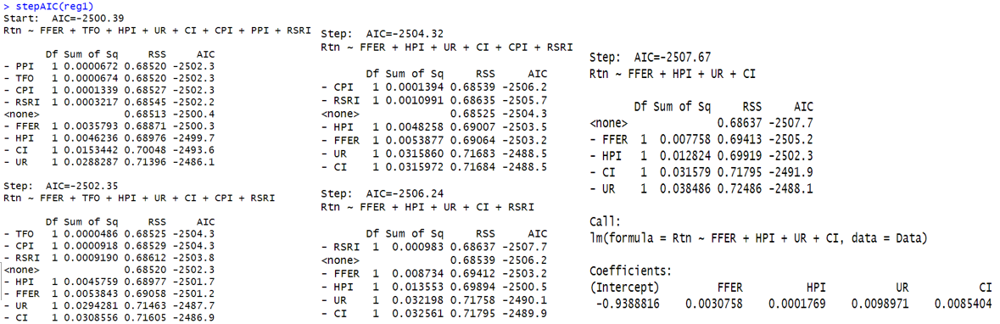 > stepAIC(reg1)
Start:  AIC=-2500.39
Rtn ~ FFER + TFO + HPI + UR + CI + CPI + PPI + RSRI
Df Sum of Sq RSS AIC
- PPI 1 0.0000672 0.68520 -2502.3
- TFO 1 0.0000674 0.68520 -2502.3
- CPI 1 0.0001339 0.68527 -2502.3
- RSRI 1 0.0003217 0.68545 -2502.2
<none> 0.68513 -2500.4
- FFER 1 0.0035793 0.68871 -2500.3
- HPI 1 0.0046236 0.68976 -2499.7
- CI 1 0.0153442 0.70048 -2493.6
- UR 1 0.0288287 0.71396 -2486.1
Step:  AIC=-2502.35
Rtn ~ FFER + TFO + HPI + UR + CI + CPI + RSRI
Df Sum of Sq RSS AIC
- TFO 1 0.0000486 0.68525 -2504.3
- CPI 1 0.0000918 0.68529 -2504.3
- RSRI 1 0.0009190 0.68612 -2503.8
<none> 0.68520 -2502.3
- HPI 1 0.0045759 0.68977 -2501.7
- FFER 1 0.0053843 0.69058 -2501.2
- UR 1 0.0294281 0.71463 -2487.7
- CI 1 0.0308556 0.71605 -2486.9
Step:  AIC=-2504.32
Rtn ~ FFER + HPI + UR + CI + CPI + RSRI
Df Sum of Sq RSS AIC
- CPI 1 0.0001394 0.68539 -2506.2
- RSRI 1 0.0010991 0.68635 -2505.7
<none> 0.68525 -2504.3
- HPI 1 0.0048258 0.69007 -2503.5
- FFER 1 0.0053877 0.69064 -2503.2
- UR 1 0.0315860 0.71683 -2488.5
- CI 1 0.0315972 0.71684 -2488.5
Step:  AIC=-2506.24
Rtn ~ FFER + HPI + UR + CI + RSRI
Df Sum of Sq RSS AIC
- RSRI 1 0.000983 0.68637 -2507.7
<none> 0.68539 -2506.2
- FFER 1 0.008734 0.69412 -2503.2
- HPI 1 0.013553 0.69894 -2500.5
- UR 1 0.032198 0.71758 -2490.1
- CI 1 0.032561 0.71795 -2489.9
Step:  AIC=-2507.67
Rtn ~ FFER + HPI + UR + CI
Df Sum of Sq RSS AIC
<none> 0.68637 -2507.7
- FFER 1 0.007758 0.69413 -2505.2
- HPI 1 0.012824 0.69919 -2502.3
- CI 1 0.031579 0.71795 -2491.9
- UR 1 0.038486 0.72486 -2488.1
Call:
lm(formula = Rtn ~ FFER + HPI + UR + CI, data = Data)
Coefficients:
(Intercept) FFER HPI UR CI
-0.9388816 0.0030758 0.0001769 0.0098971 0.0085404